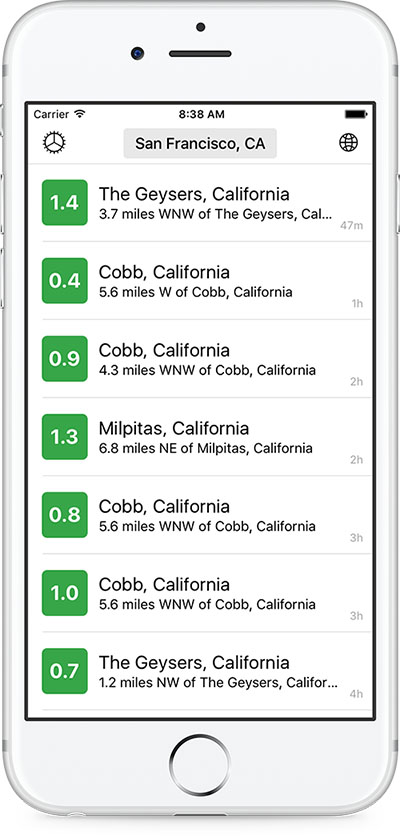 Carrier 8:38 AM
San Francisco, CA
1.4 The Geysers, California
3.7 miles WNW of The Geysers, Cal...
47m
0.4 Cobb, California
5.6 miles W of Cobb, California
1h
0.9 Cobb, California
4.3 miles WNW of Cobb, California
2h
1.3 Milpitas, California
6.8 miles NE of Milpitas, California
2h
0.8 Cobb, California
5.6 miles WNW of Cobb, California
3h
1.0 Cobb, California
5.6 miles WNW of Cobb, California
3h
0.7 The Geysers, California
1.2 miles NW of The Geysers, Califor...
4h